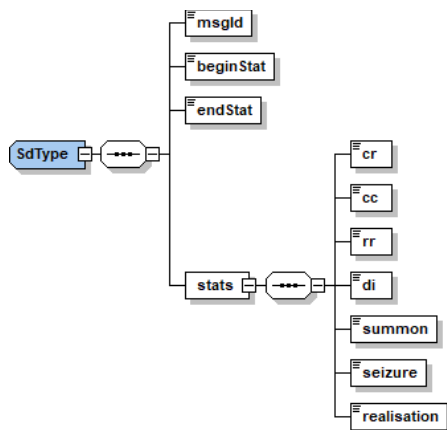 msgId
beginStat
endStat
SdType
cr
cc
rr
di
stats
summon
seizure
realisation